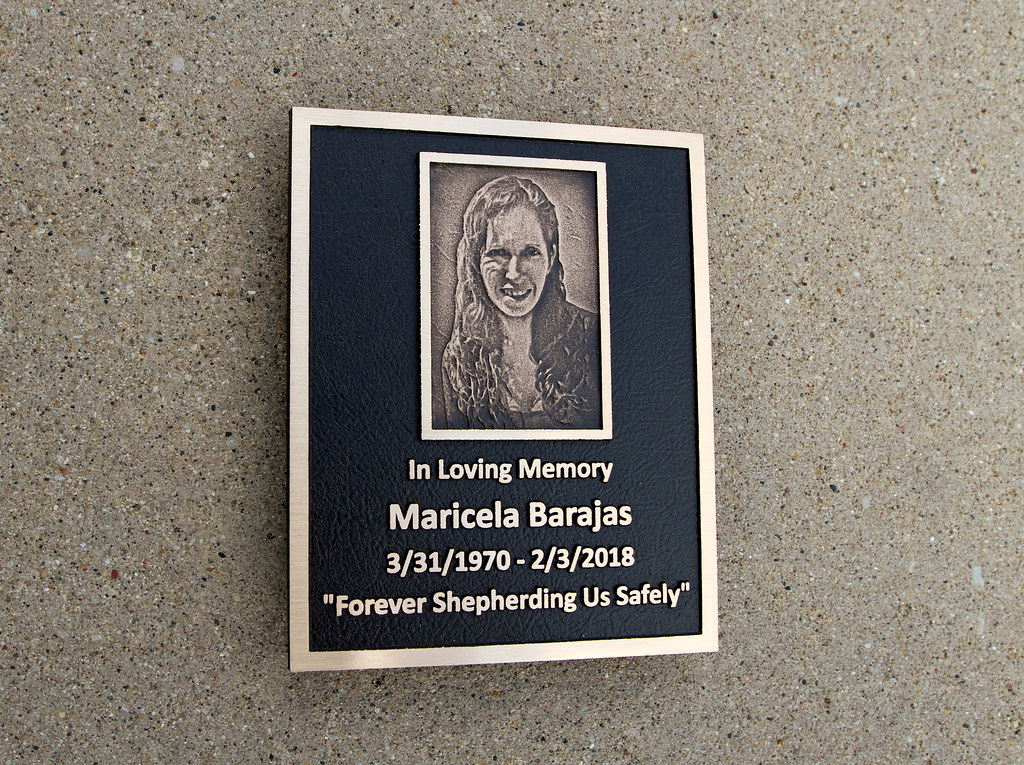 In Loving Memory
Maricela Barajas
3/31/1970 - 2/3/2018
"Forever Shepherding Us Safely"